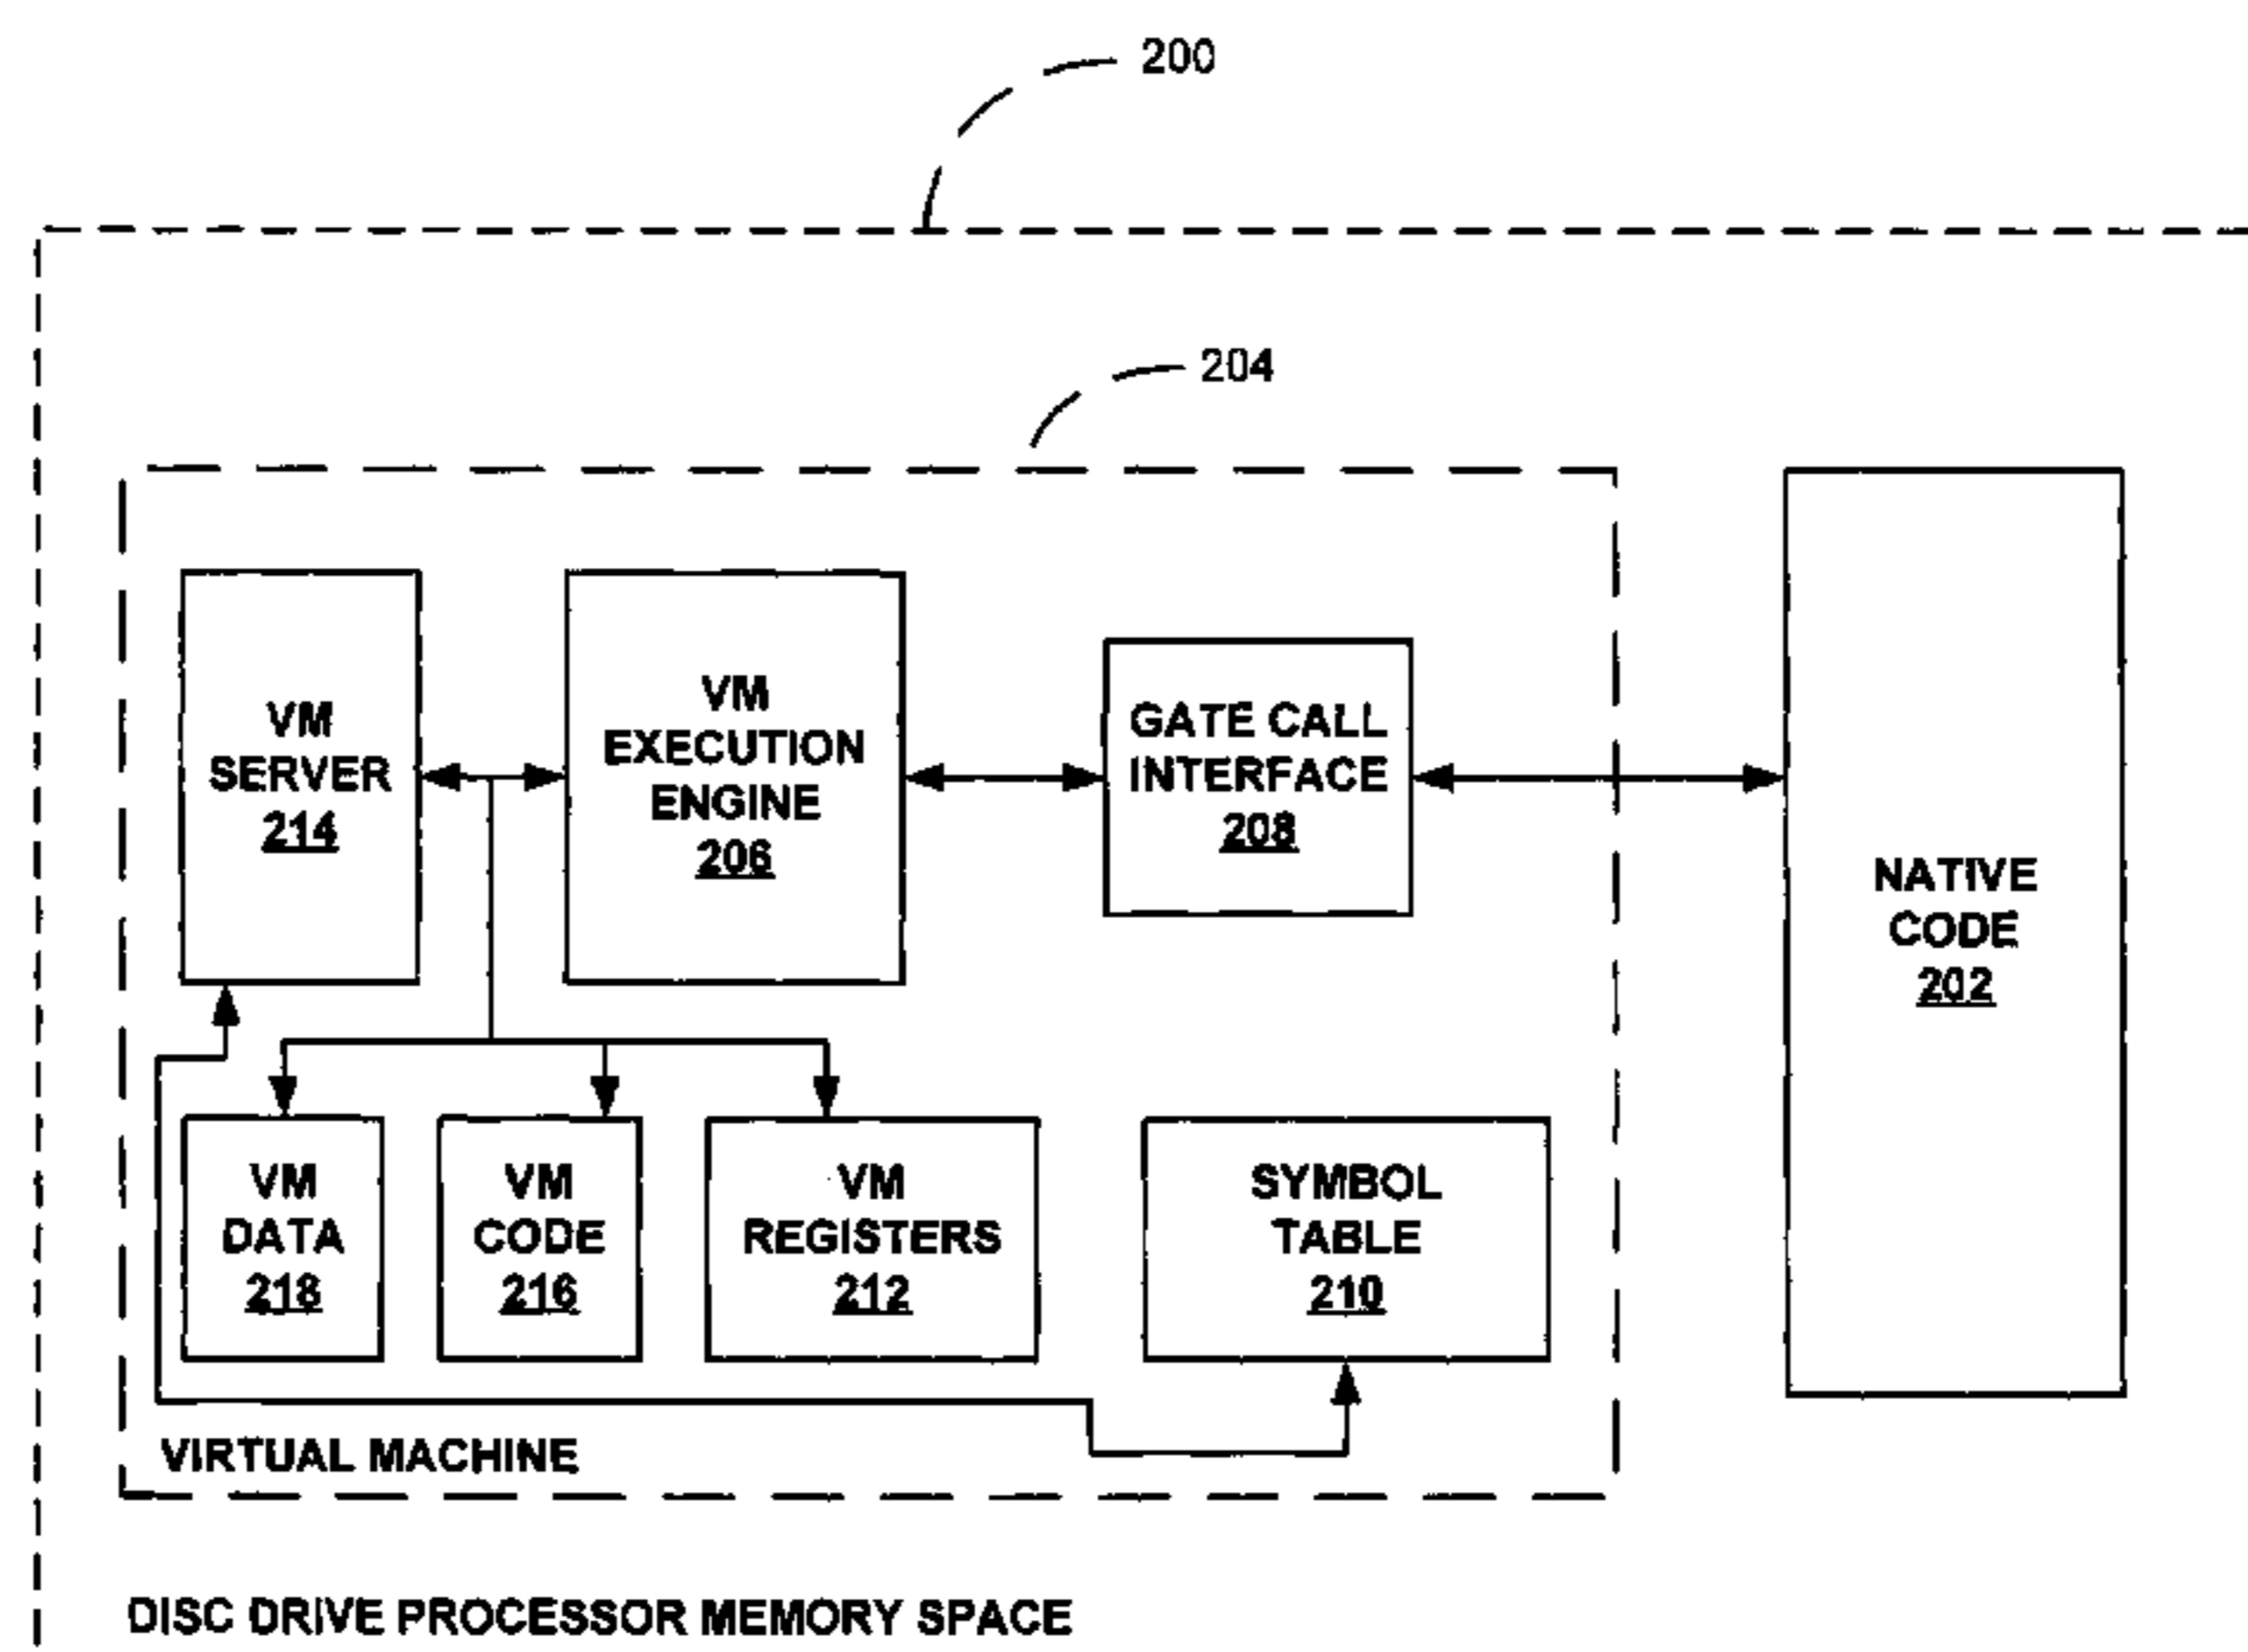 200
204
VM
SERVER
214
VM
EXECUTION
ENGINE
206
GATE CALL
INTERFACE
208
NATIVE
CODE
202
VM
DATA
218
VM
CODE
216
VM
REGISTERS
212
SYMBOL
TABLE
210
VIRTUAL MACHINE
DISC DRIVE PROCESSOR MEMORY SPACE